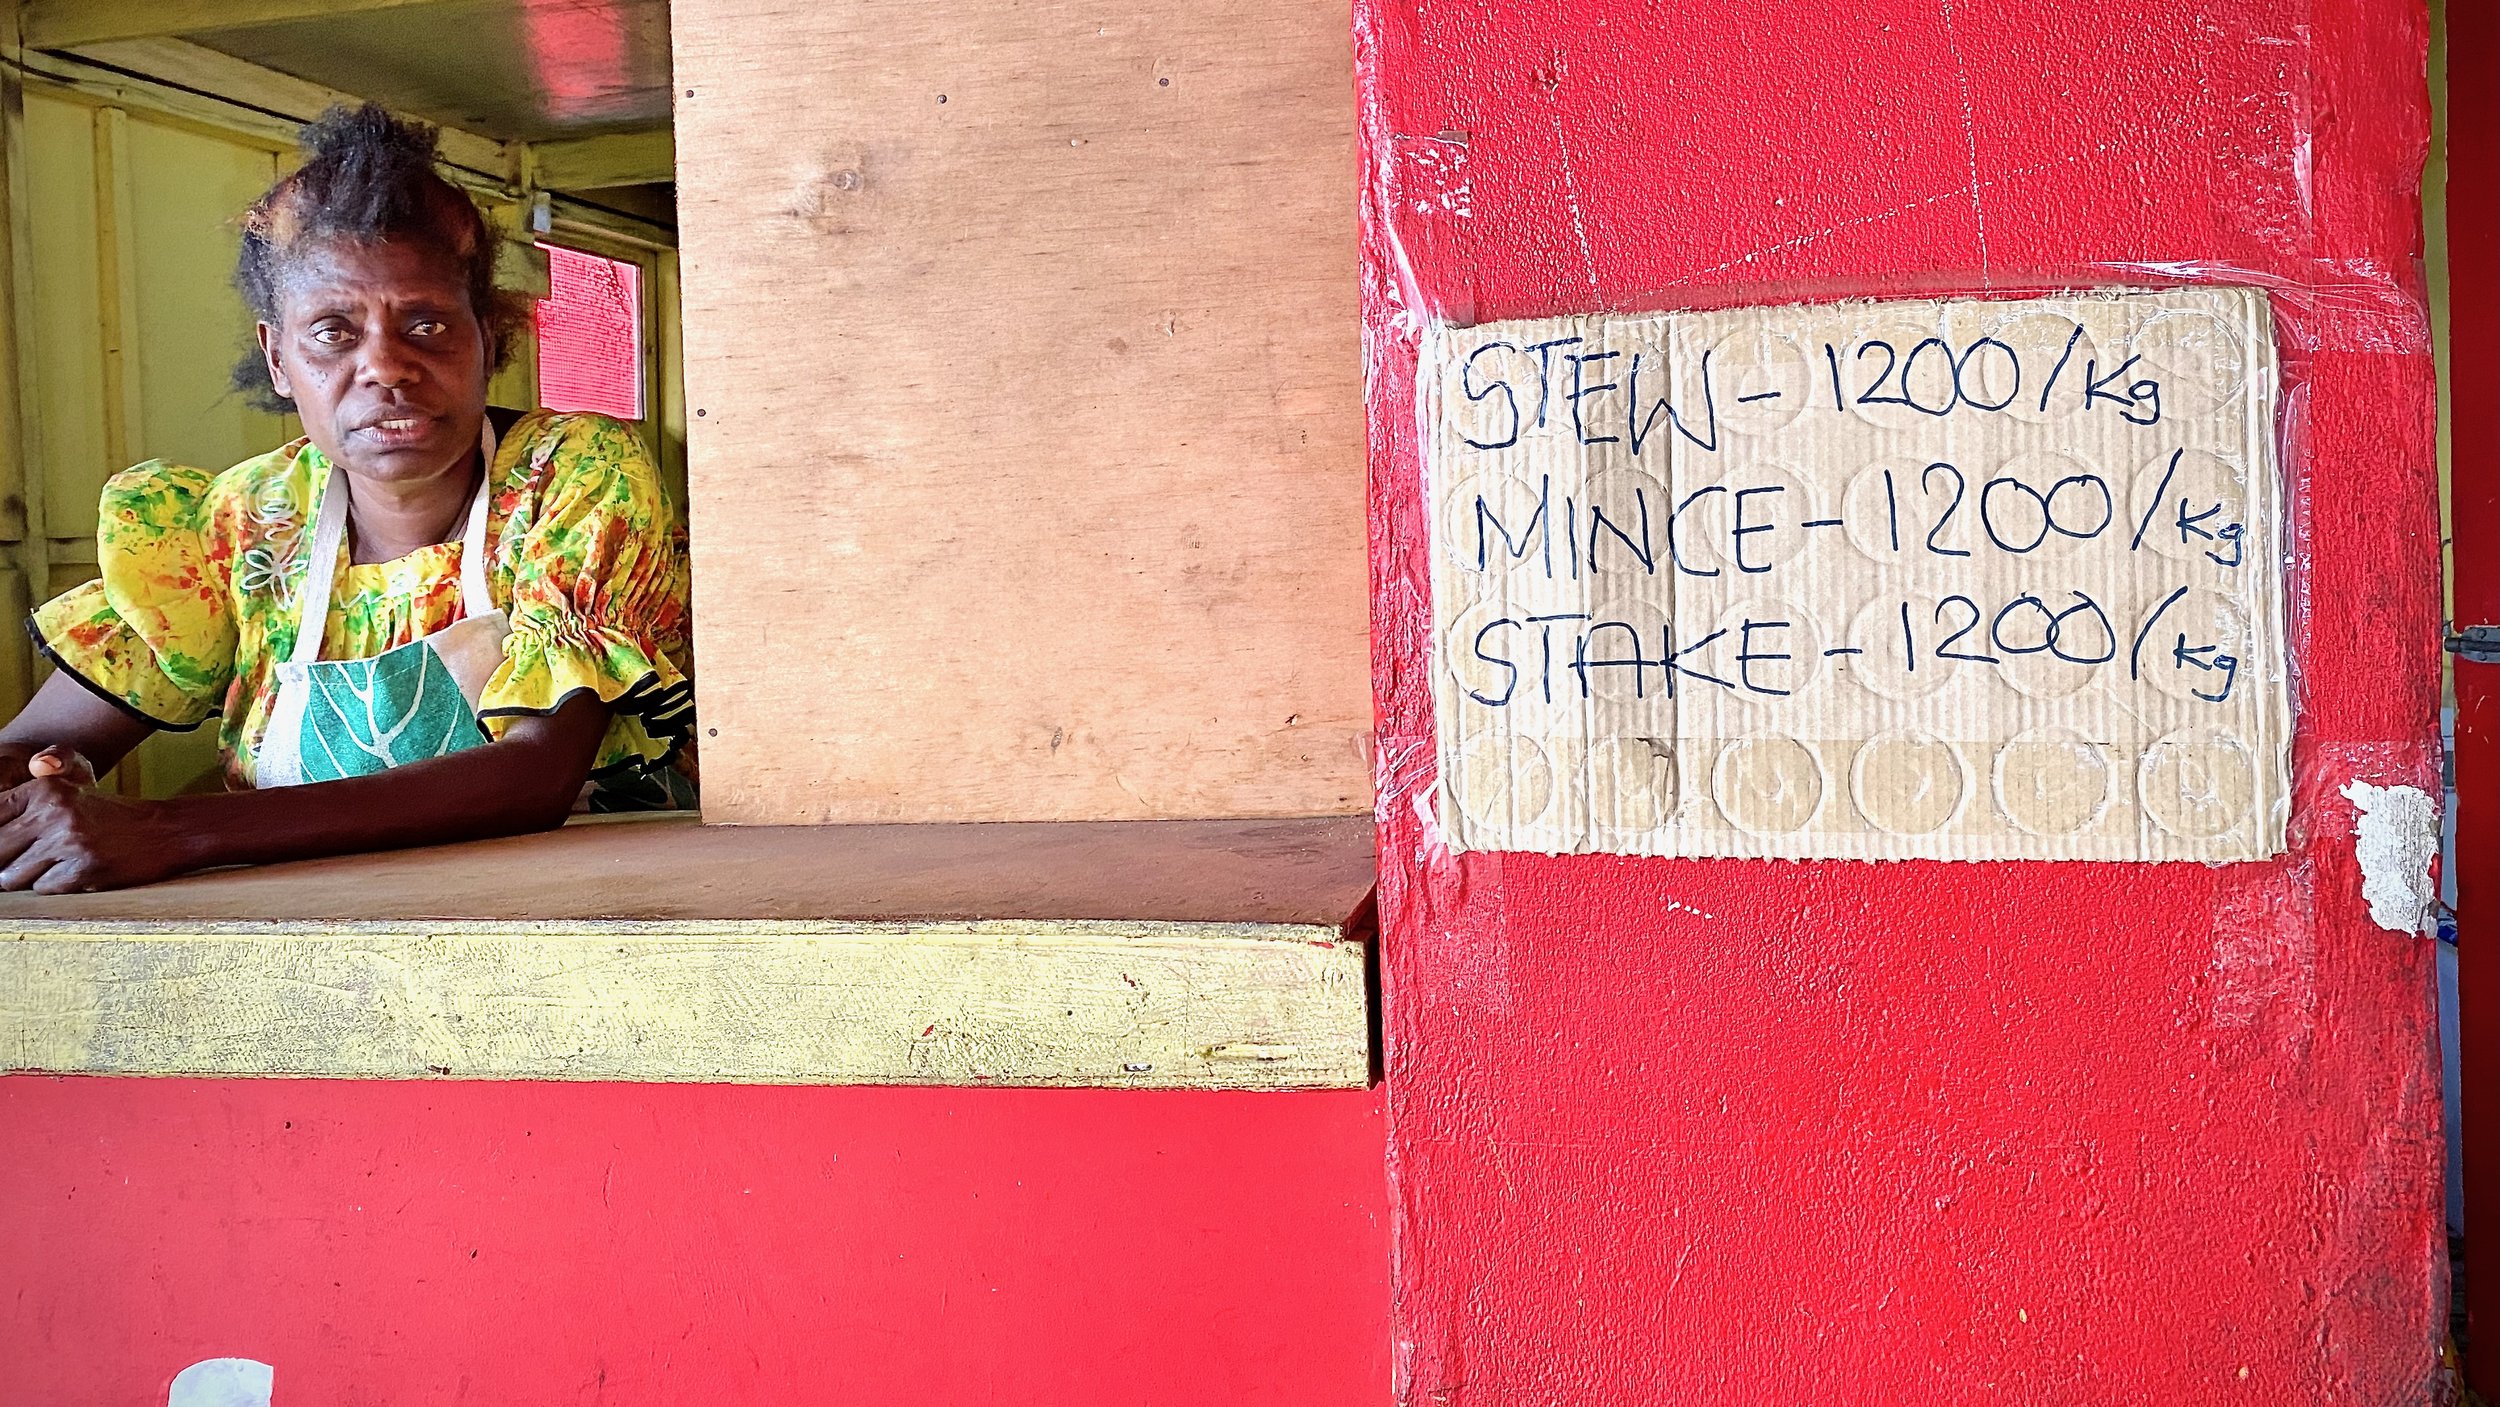 STEW - 1200/Kg
MINCE - 1200/Kg
STAKE - 1200/Kg